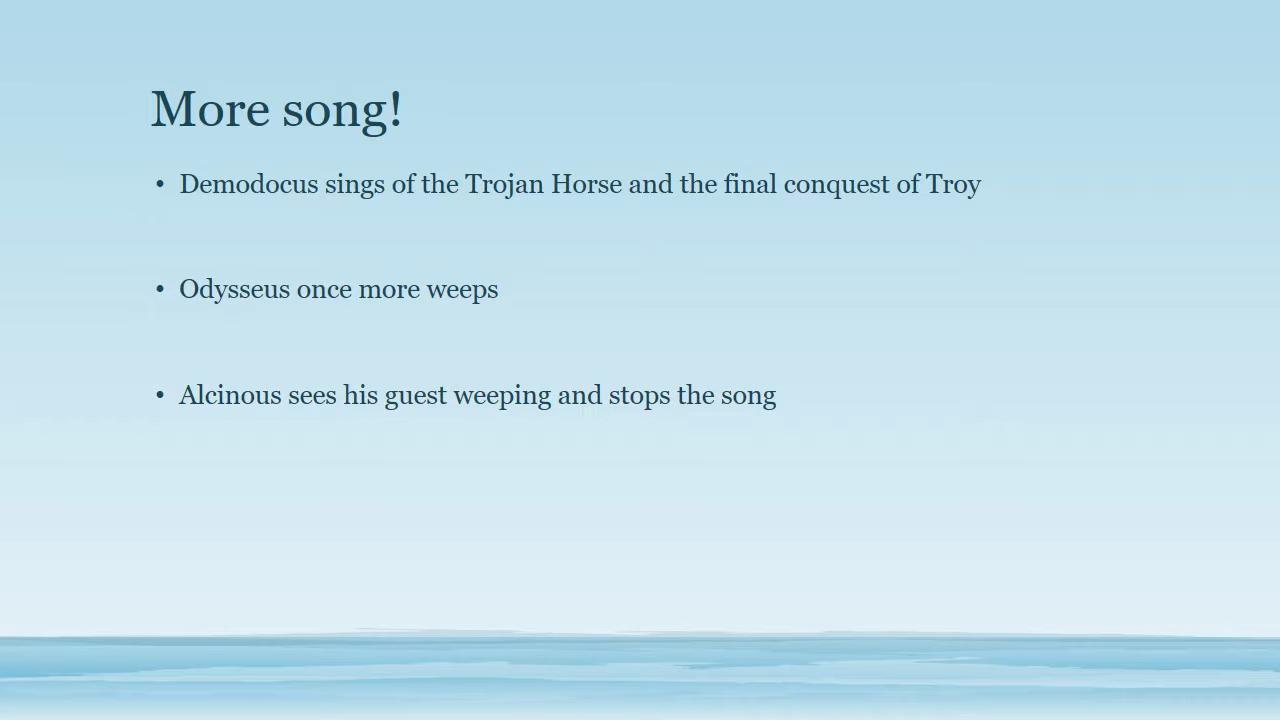 More song!
• Demodocus sings of the Trojan Horse and the final conquest of Troy
• Odysseus once more weeps
• Alcinous sees his guest weeping and stops the song